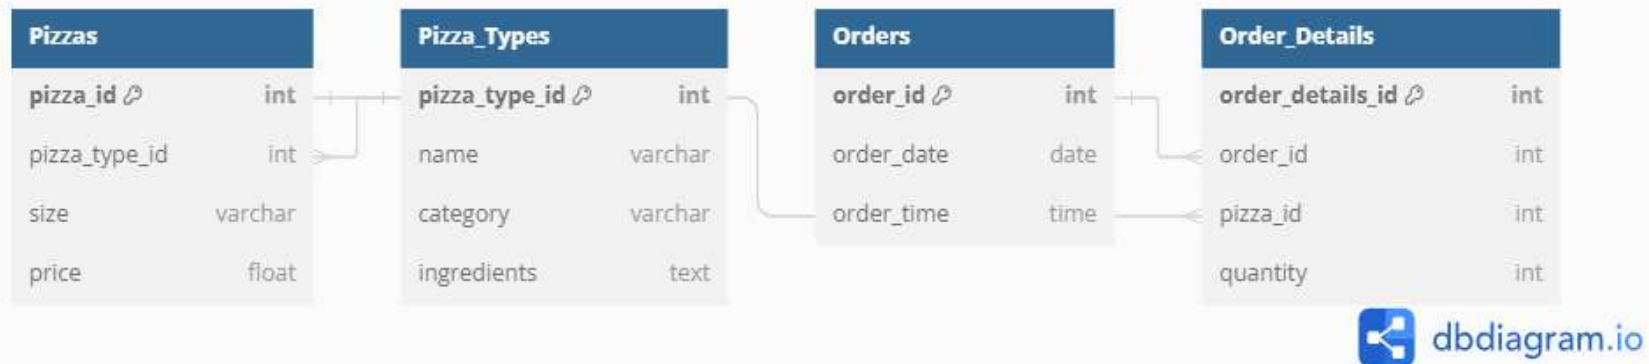 Pizzas
pizza_id int
pizza_type_id int
size varchar
price float
Pizza_Types
pizza_type_id int
name varchar
category varchar
ingredients text
Orders
order_id int
order_date date
order_time time
Order_Details
order_details_id int
order_id int
pizza_id int
quantity int
dbdiagram.io